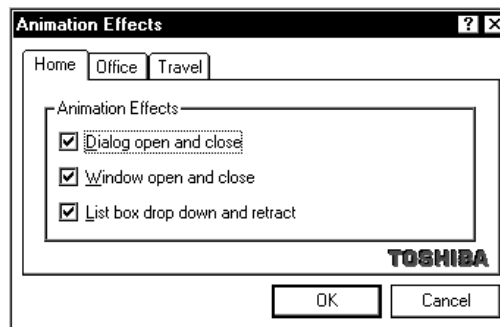 Animation Effects
Home Office Travel
Animation Effects
Dialog open and close
Window open and close
List box drop down and retract
TOSHIBA
OK Cancel